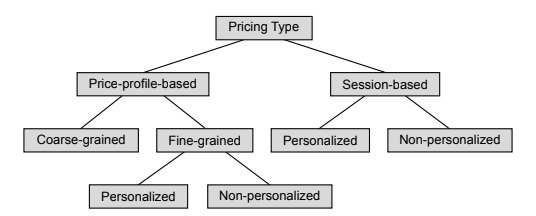 Pricing Type
Price-profile-based
Session-based
Coarse-grained
Fine-grained
Personalized
Non-personalized
Personalized
Non-personalized